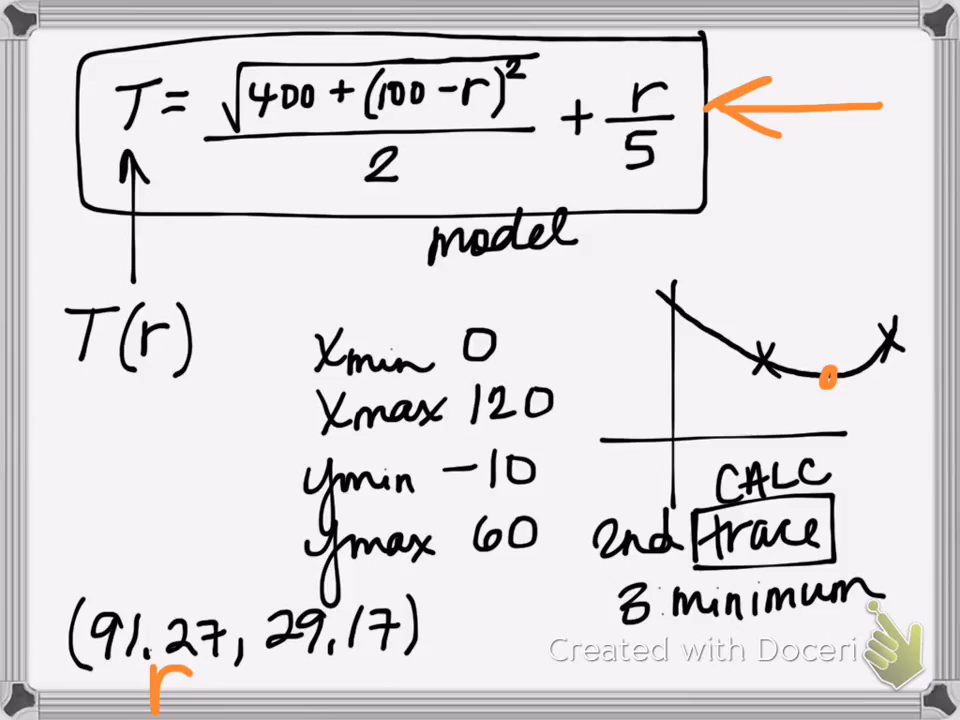 T = √400 + (100 - r)² / 2 + r/5
model
T(r)
Xmin 0
Xmax 120
ymin -10
ymax 60
CALC
2nd trace
3: minimum
(91.27, 29.17)
r
Created with Doceri